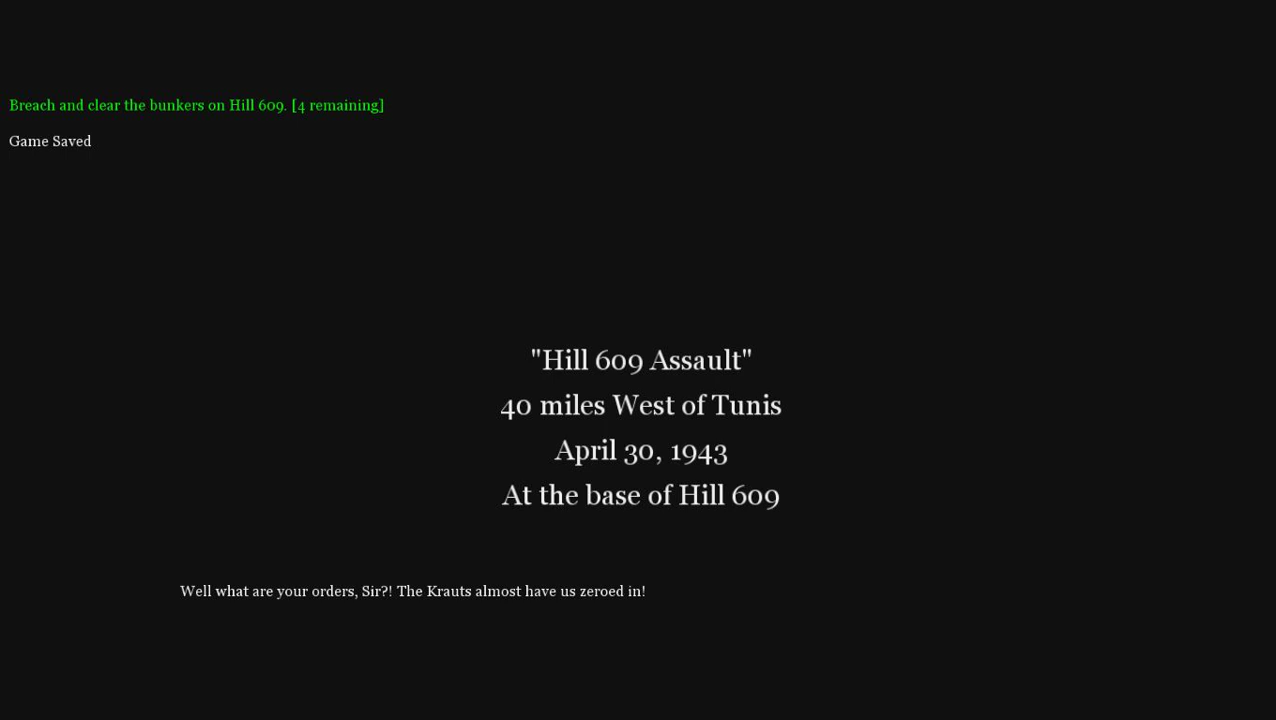 Breach and clear the bunkers on Hill 609. [4 remaining]
Game Saved
"Hill 609 Assault"
40 miles West of Tunis
April 30, 1943
At the base of Hill 609
Well what are your orders, Sir?! The Krauts almost have us zeroed in!